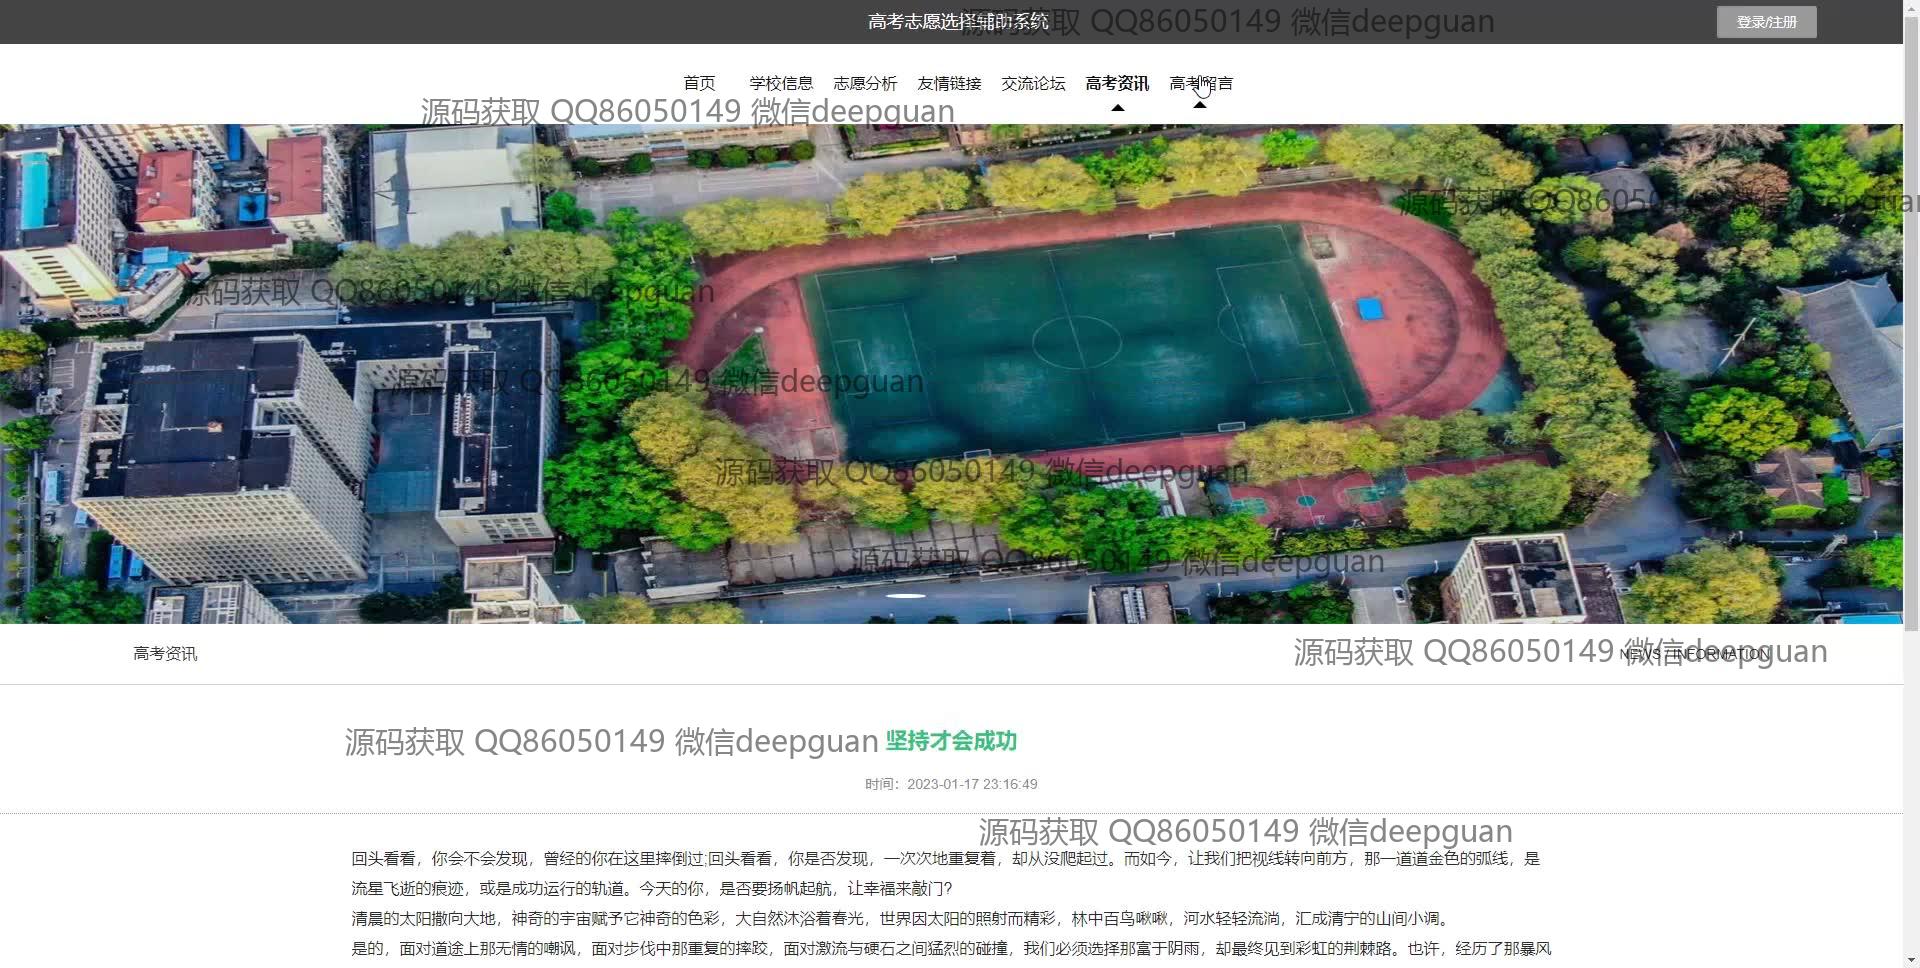 高考志愿选择辅助系统
源码获取 QQ86050149 微信deepguan
登录/注册
首页 学校信息 志愿分析 友情链接 交流论坛 高考资讯 高考留言
源码获取 QQ86050149 微信deepguan
源码获取 QQ86050149 微信deepguan
源码获取 QQ86050149 微信deepguan
源码获取 QQ86050149 微信deepguan
源码获取 QQ86050149 微信deepguan
源码获取 QQ86050149 微信deepguan
高考资讯
源码获取 QQ86050149 微信deepguan
NEWS / INFORMATION
源码获取 QQ86050149 微信deepguan
坚持才会成功
时间：2023-01-17 23:16:49
源码获取 QQ86050149 微信deepguan
回头看看，你会不会发现，曾经的你在这里摔倒过;回头看看，你是否发现，一次次地重复着，却从没爬起过。而如今，让我们把视线转向前方，那一道道金色的弧线，是
流星飞逝的痕迹，或是成功运行的轨道。今天的你，是否要扬帆起航，让幸福来敲门?
清晨的太阳撒向大地，神奇的宇宙赋予它神奇的色彩，大自然沐浴着春光，世界因太阳的照射而精彩，林中百鸟啾啾，河水轻轻流淌，汇成清宁的山间小调。
是的，面对道途上那无情的嘲讽，面对步伐中那重复的摔跤，面对激流与硬石之间猛烈的碰撞，我们必须选择那富于阴雨，却最终见到彩虹的荆棘路。也许，经历了那暴风